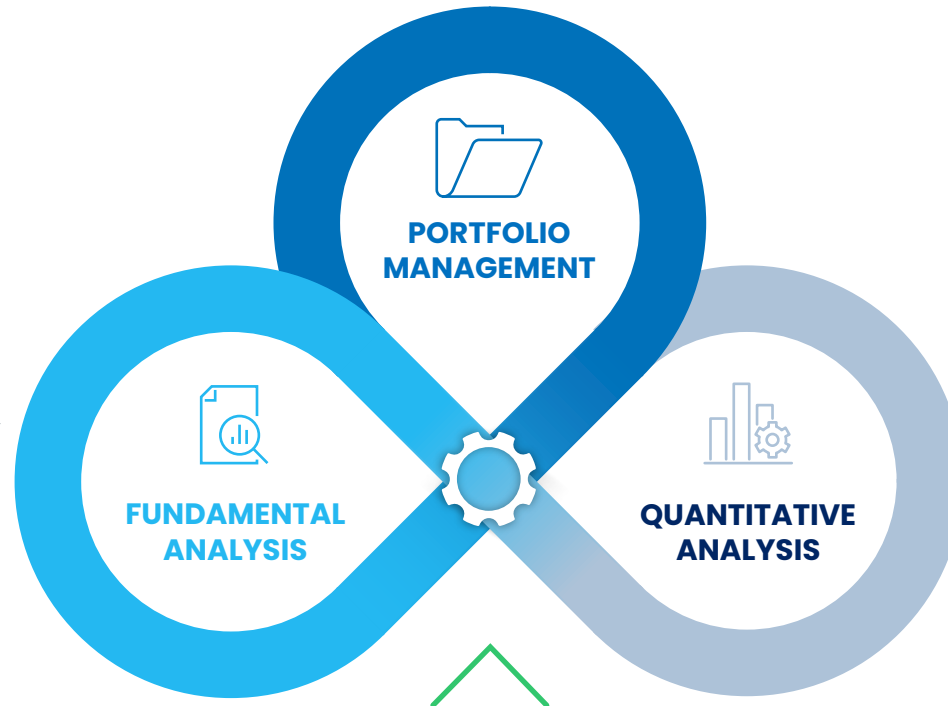 PORTFOLIO
MANAGEMENT
FUNDAMENTAL
ANALYSIS
QUANTITATIVE
ANALYSIS